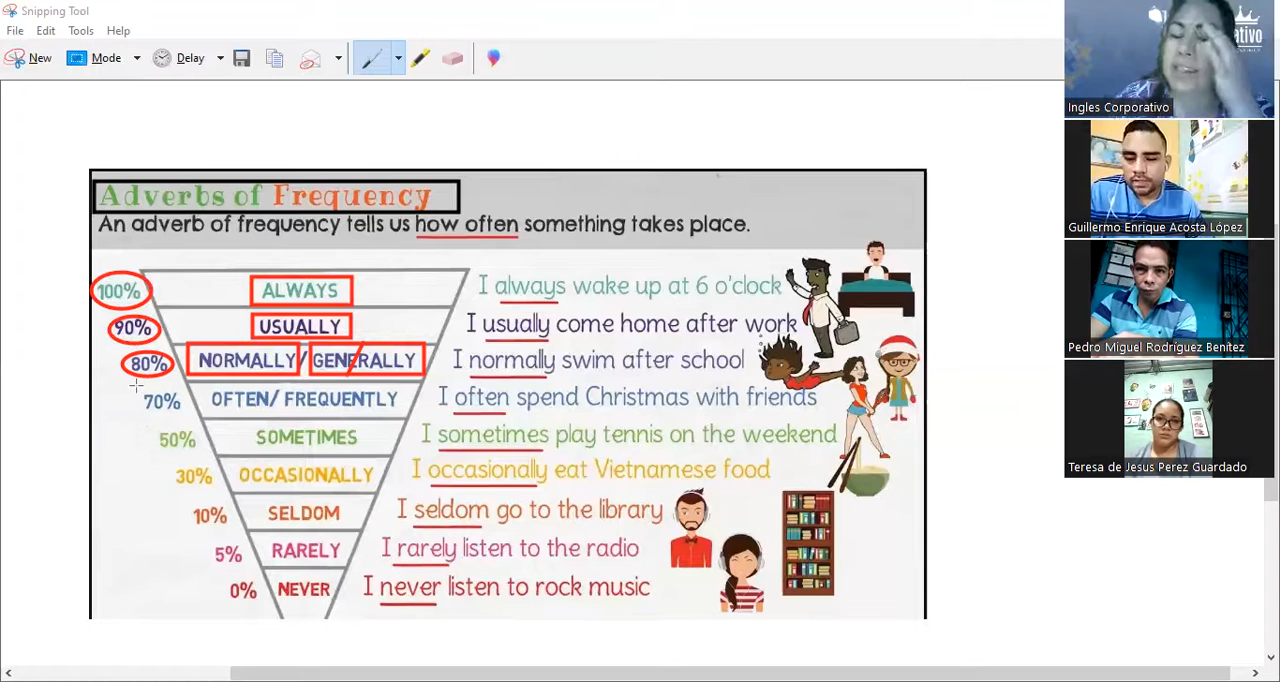 Snipping Tool
File Edit Tools Help
New Mode Delay
ativo
Ingles Corporativo
Guillermo Enrique Acosta López
Pedro Miguel Rodríguez Benitez
Teresa de Jesus Perez Guardado
Adverbs of Frequency
An adverb of frequency tells us how often something takes place.
100% ALWAYS I always wake up at 6 o'clock
90% USUALLY I usually come home after work
80% NORMALLY/GENERALLY I normally swim after school
70% OFTEN/ FREQUENTLY I often spend Christmas with friends
50% SOMETIMES I sometimes play tennis on the weekend
30% OCCASIONALLY I occasionally eat Vietnamese food
10% SELDOM I seldom go to the library
5% RARELY I rarely listen to the radio
0% NEVER I never listen to rock music